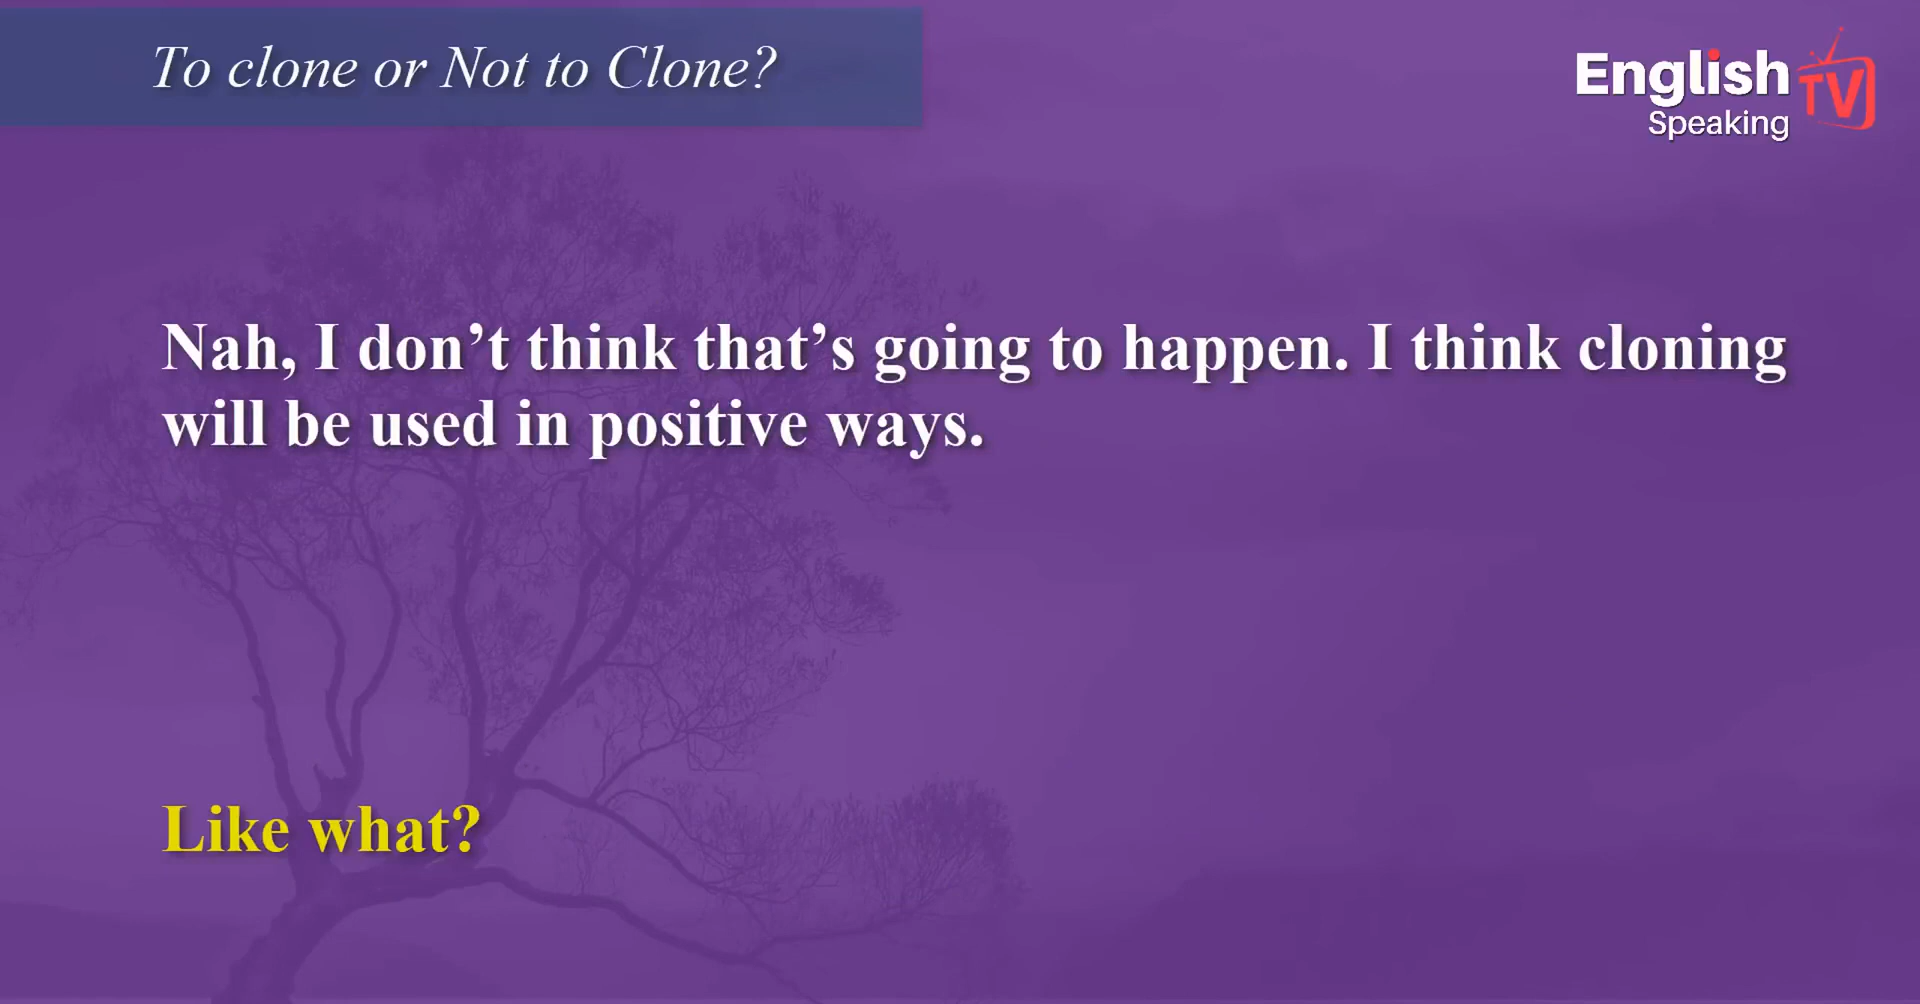 To clone or Not to Clone?
English
Speaking
TV
Nah, I don’t think that’s going to happen. I think cloning
will be used in positive ways.
Like what?